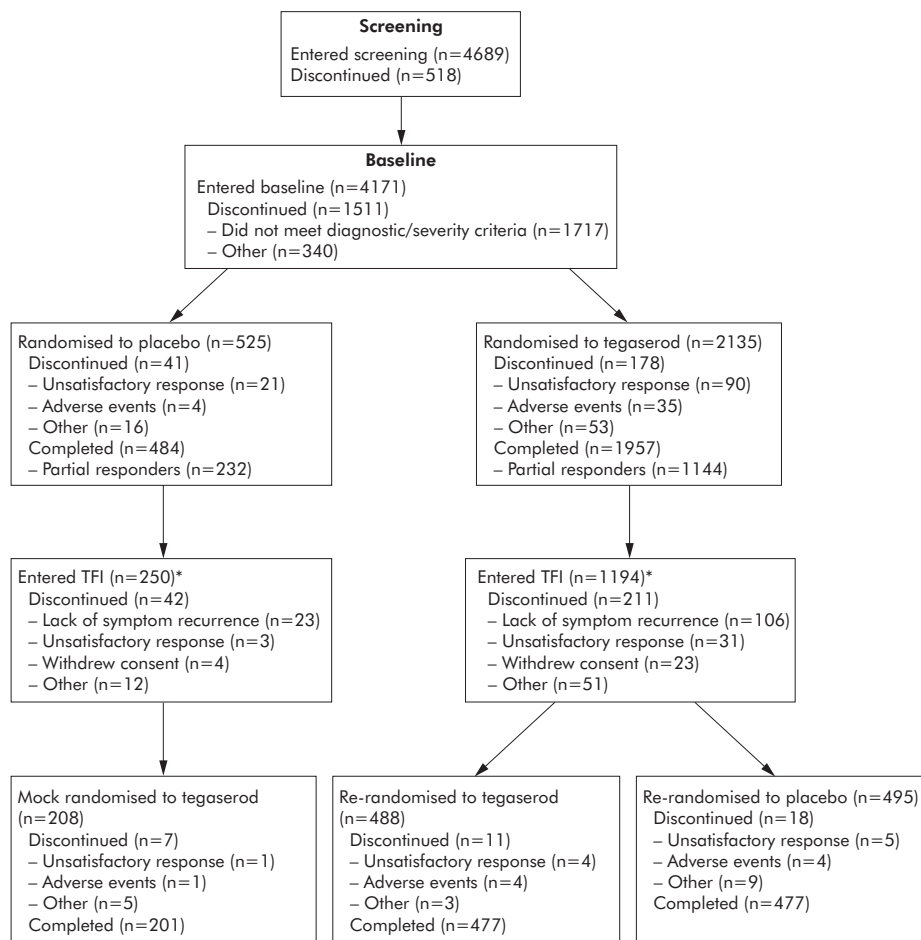 Screening
Entered screening (n=4689)
Discontinued (n=518)
Baseline
Entered baseline (n=4171)
Discontinued (n=1511)
– Did not meet diagnostic/severity criteria (n=1717)
– Other (n=340)
Randomised to placebo (n=525)
Discontinued (n=41)
– Unsatisfactory response (n=21)
– Adverse events (n=4)
– Other (n=16)
Completed (n=484)
– Partial responders (n=232)
Randomised to tegaserod (n=2135)
Discontinued (n=178)
– Unsatisfactory response (n=90)
– Adverse events (n=35)
– Other (n=53)
Completed (n=1957)
– Partial responders (n=1144)
Entered TFI (n=250)*
Discontinued (n=42)
– Lack of symptom recurrence (n=23)
– Unsatisfactory response (n=3)
– Withdrew consent (n=4)
– Other (n=12)
Entered TFI (n=1194)*
Discontinued (n=211)
– Lack of symptom recurrence (n=106)
– Unsatisfactory response (n=31)
– Withdrew consent (n=23)
– Other (n=51)
Mock randomised to tegaserod
(n=208)
Discontinued (n=7)
– Unsatisfactory response (n=1)
– Adverse events (n=1)
– Other (n=5)
Completed (n=201)
Re-randomised to tegaserod
(n=488)
Discontinued (n=11)
– Unsatisfactory response (n=4)
– Adverse events (n=4)
– Other (n=3)
Completed (n=477)
Re-randomised to placebo (n=495)
Discontinued (n=18)
– Unsatisfactory response (n=5)
– Adverse events (n=4)
– Other (n=9)
Completed (n=477)